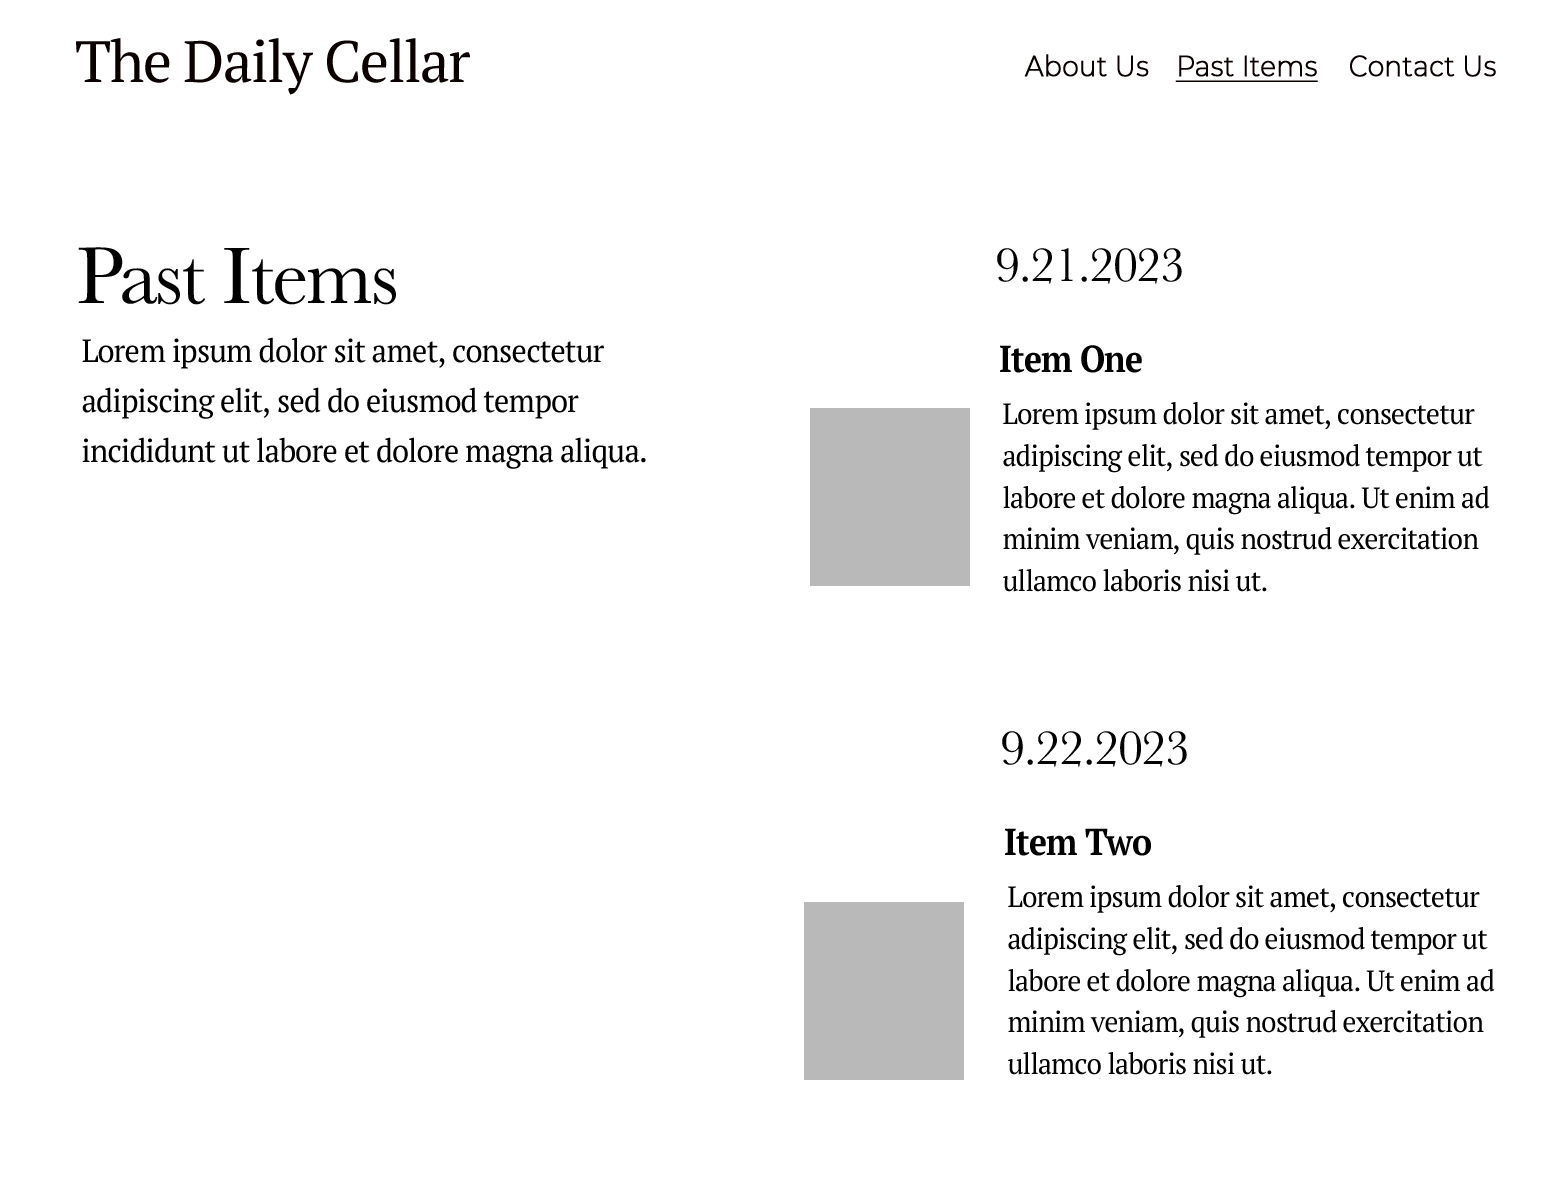 The Daily Cellar
About Us Past Items Contact Us
Past Items
Lorem ipsum dolor sit amet, consectetur
adipiscing elit, sed do eiusmod tempor
incididunt ut labore et dolore magna aliqua.
9.21.2023
Item One
Lorem ipsum dolor sit amet, consectetur
adipiscing elit, sed do eiusmod tempor ut
labore et dolore magna aliqua. Ut enim ad
minim veniam, quis nostrud exercitation
ullamco laboris nisi ut.
9.22.2023
Item Two
Lorem ipsum dolor sit amet, consectetur
adipiscing elit, sed do eiusmod tempor ut
labore et dolore magna aliqua. Ut enim ad
minim veniam, quis nostrud exercitation
ullamco laboris nisi ut.